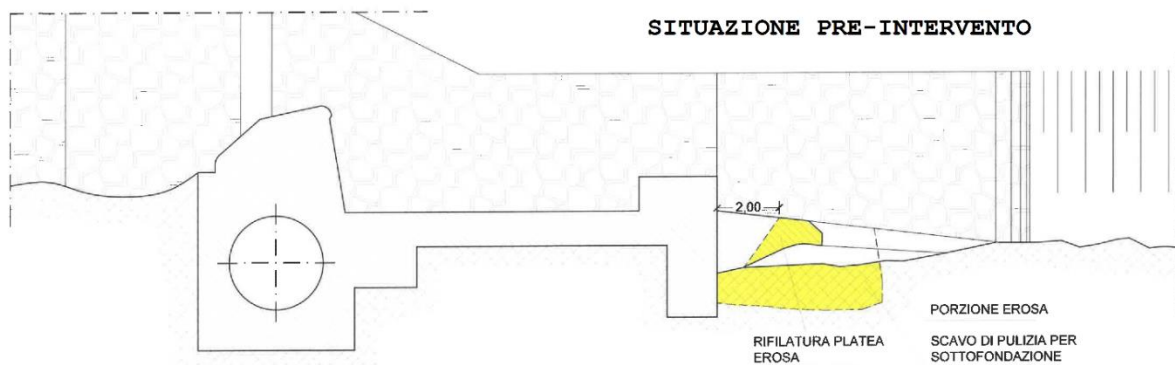 SITUAZIONE PRE-INTERVENTO
2,00
PORZIONE EROSA
RIFILATURA PLATEA
EROSA
SCAVO DI PULIZIA PER
SOTTOFONDAZIONE